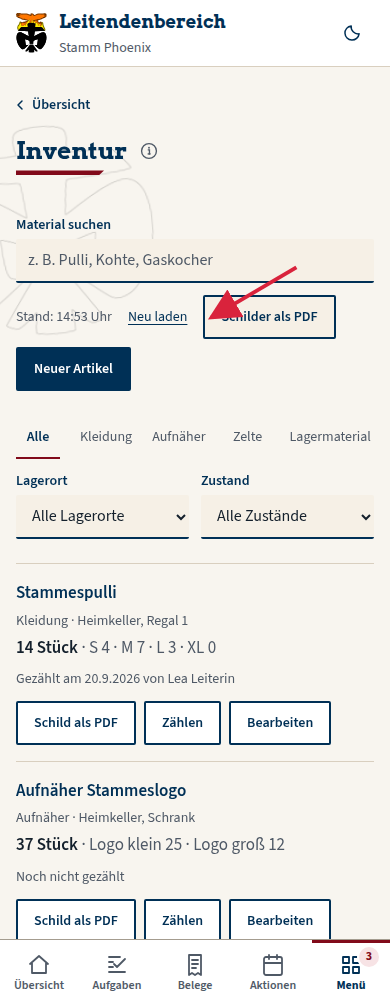 Leitendenbereich
Stamm Phoenix
Übersicht
Inventur
Material suchen
z. B. Pulli, Kohte, Gaskocher
Stand: 14:53 Uhr Neu laden Schilder als PDF
Neuer Artikel
Alle Kleidung Aufnäher Zelte Lagermaterial
Lagerort Zustand
Alle Lagerorte Alle Zustände
Stammespulli
Kleidung · Heimkeller, Regal 1
14 Stück · S 4 · M 7 · L 3 · XL 0
Gezählt am 20.9.2026 von Lea Leiterin
Schild als PDF Zählen Bearbeiten
Aufnäher Stammeslogo
Aufnäher · Heimkeller, Schrank
37 Stück · Logo klein 25 · Logo groß 12
Noch nicht gezählt
Schild als PDF Zählen Bearbeiten
3
Übersicht Aufgaben Belege Aktionen Menü